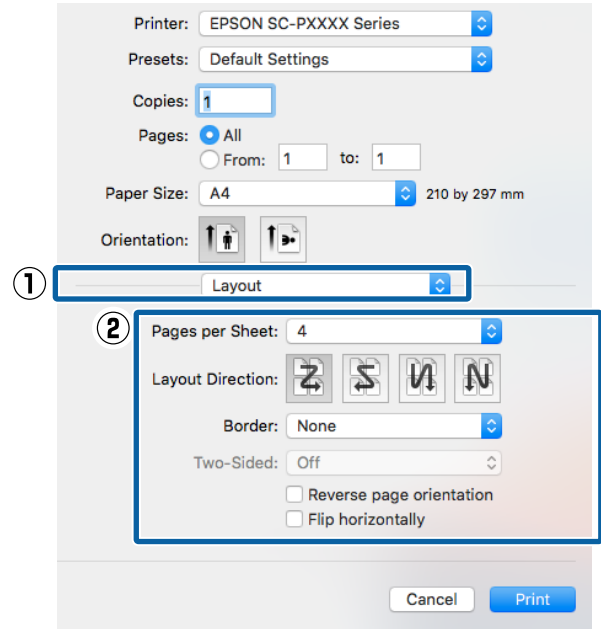 Printer: EPSON SC-PXXXX Series
Presets: Default Settings
Copies: 1
Pages: All
From: 1 to: 1
Paper Size: A4 210 by 297 mm
Orientation:
① Layout
② Pages per Sheet: 4
Layout Direction:
Border: None
Two-Sided: Off
Reverse page orientation
Flip horizontally
Cancel Print